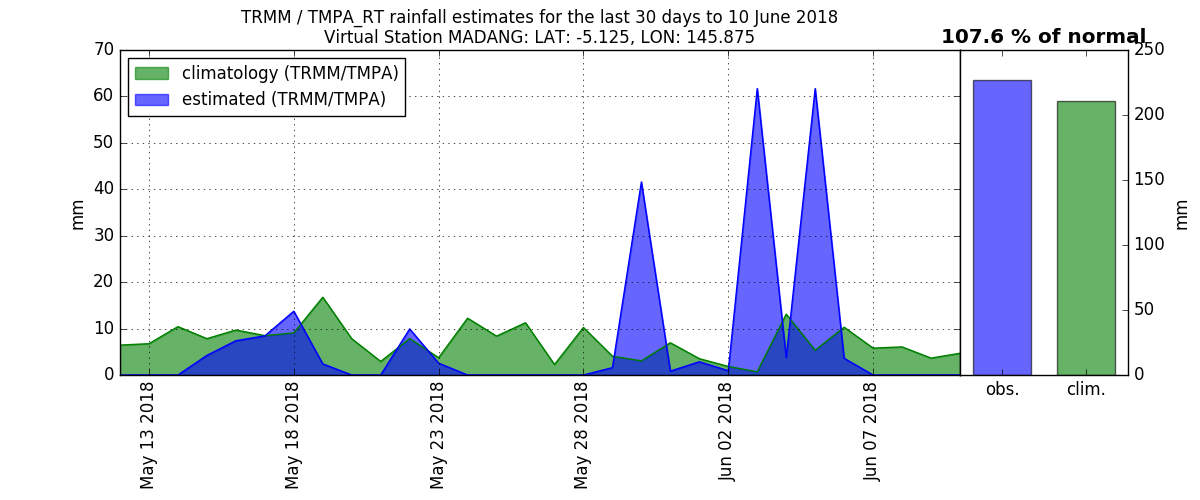 TRMM / TMPA_RT rainfall estimates for the last 30 days to 10 June 2018
Virtual Station MADANG: LAT: -5.125, LON: 145.875
107.6 % of normal
climatology (TRMM/TMPA)
estimated (TRMM/TMPA)
70
60
50
40
30
20
10
0
mm
May 13 2018
May 18 2018
May 23 2018
May 28 2018
Jun 02 2018
Jun 07 2018
obs.
clim.
250
200
150
100
50
0
mm